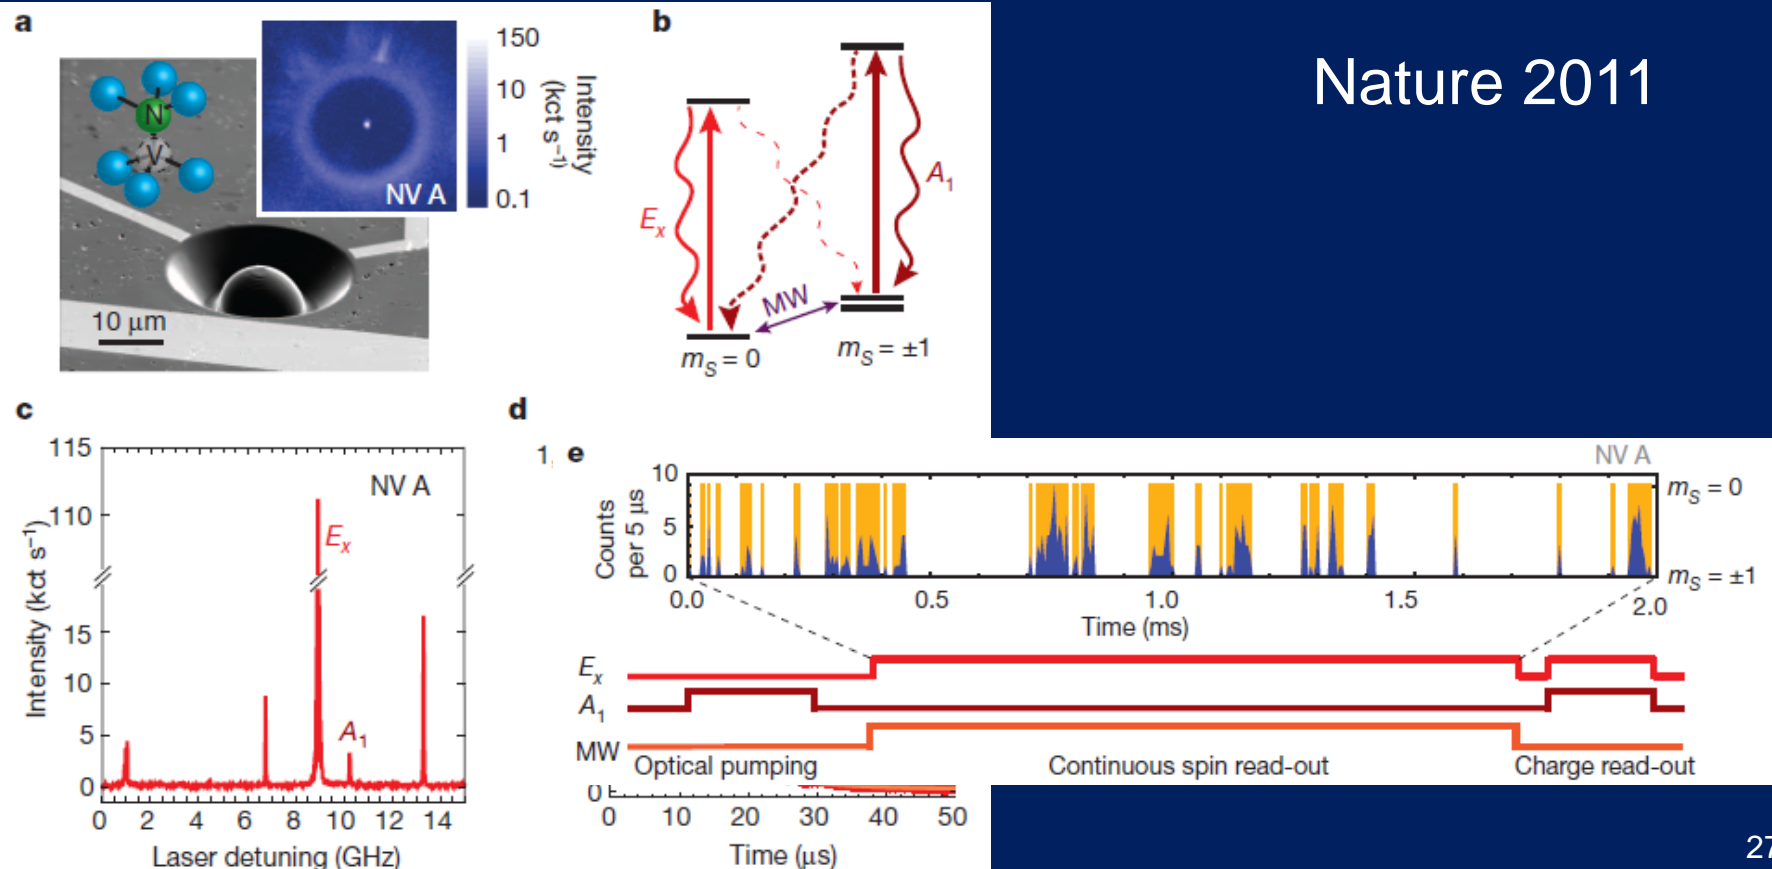 a
N
V
10 μm
NV A
150
10
1
0.1
Intensity
(kct s⁻¹)
b
Eₓ
A₁
MW
mS = 0
mS = ±1
Nature 2011
c
115
110
15
10
5
0
Intensity (kct s⁻¹)
NV A
Eₓ
A₁
0 2 4 6 8 10 12 14
Laser detuning (GHz)
d
1,
0
0 10 20 30 40 50
Time (μs)
e
NV A
10
5
0
Counts
per 5 μs
mS = 0
mS = ±1
0.0 0.5 1.0 1.5 2.0
Time (ms)
Eₓ
A₁
MW
Optical pumping Continuous spin read-out Charge read-out
27